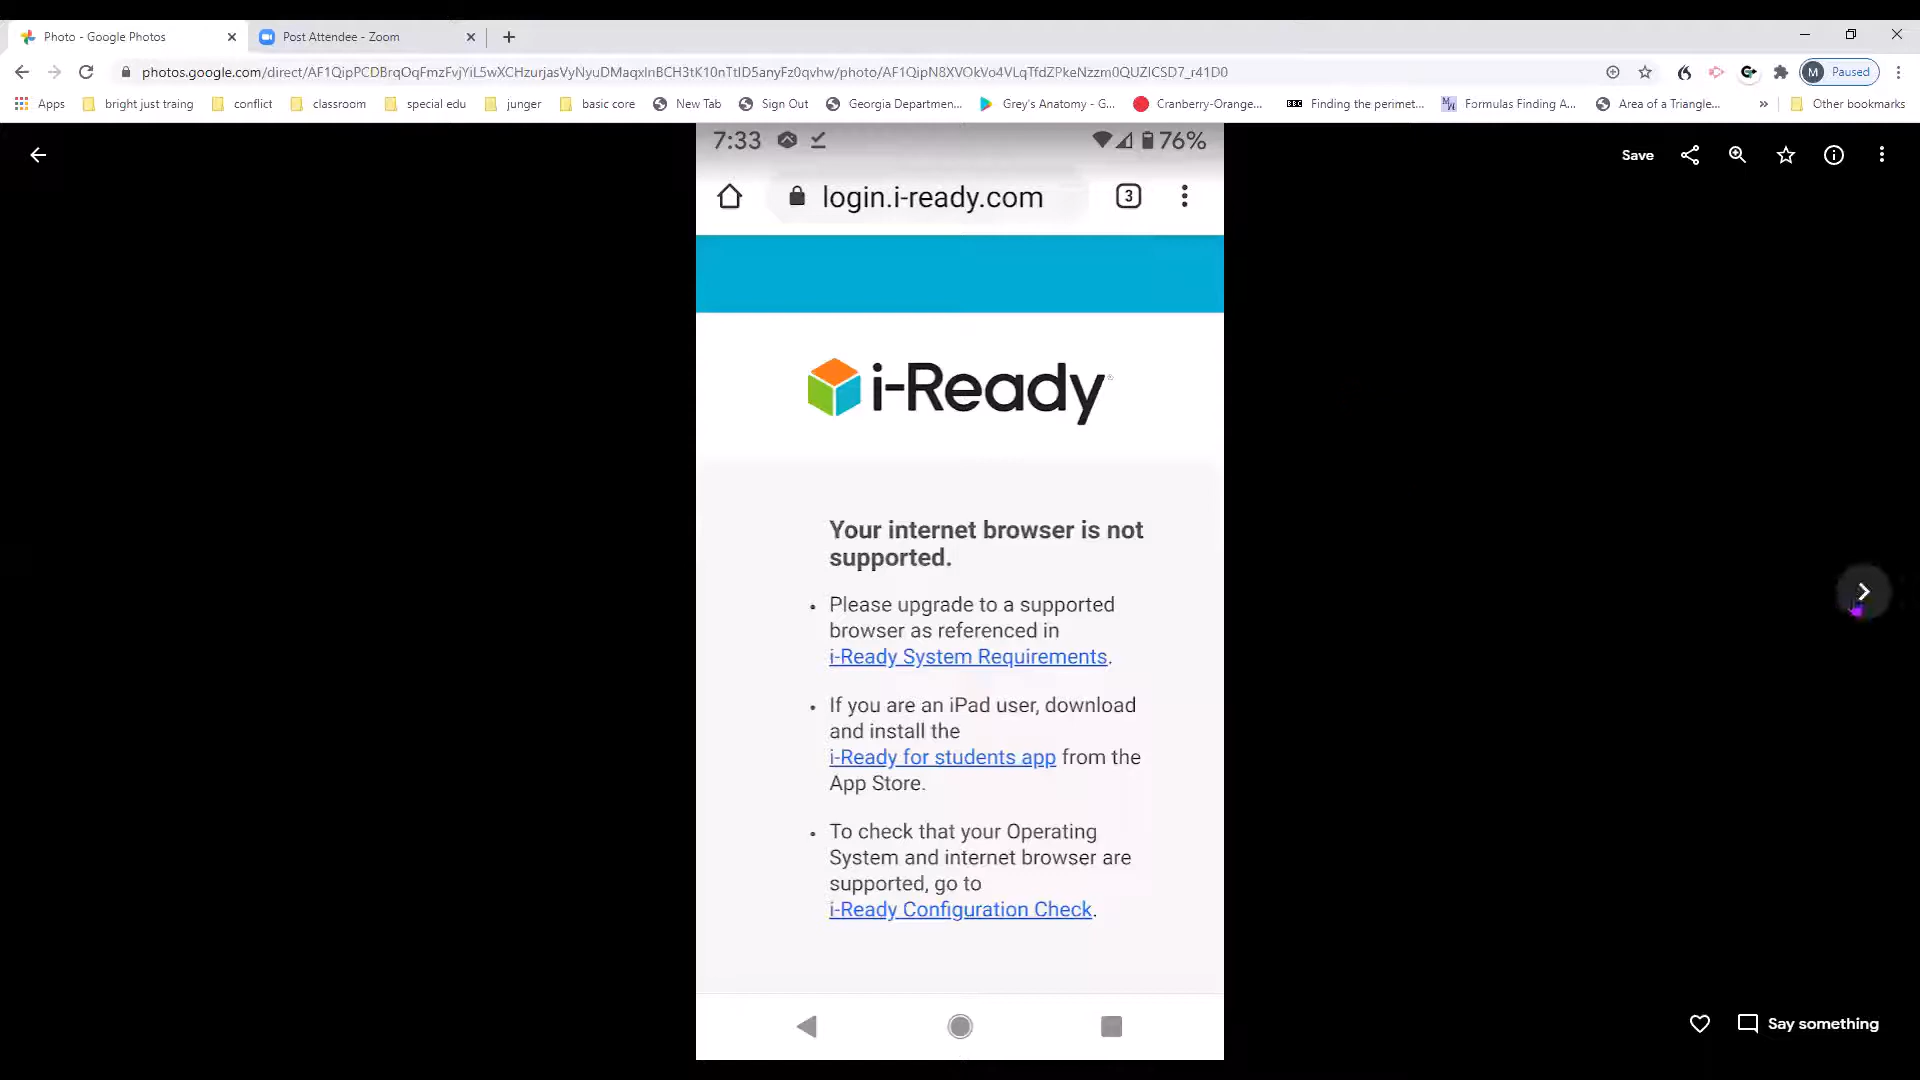 Photo - Google Photos
Post Attendee - Zoom
photos.google.com/direct/AF1QipPCDBrqOqFmzFvjYiL5wXCHzurjasVyNyuDMaqxlnBCH3tK10nTtID5anyFz0qvhw/photo/AF1QipN8XVOkVo4VLqTfdZPkeNzzm0QUZICSD7_r41D0
M Paused
Apps bright just traing conflict classroom special edu junger basic core New Tab Sign Out Georgia Departmen... Grey's Anatomy - G... Cranberry-Orange... BBC Finding the perimet... Formulas Finding A... Area of a Triangle... » Other bookmarks
7:33 76%
Save
login.i-ready.com 3
i-Ready
Your internet browser is not
supported.
• Please upgrade to a supported
browser as referenced in
i-Ready System Requirements.
• If you are an iPad user, download
and install the
i-Ready for students app from the
App Store.
• To check that your Operating
System and internet browser are
supported, go to
i-Ready Configuration Check.
Say something